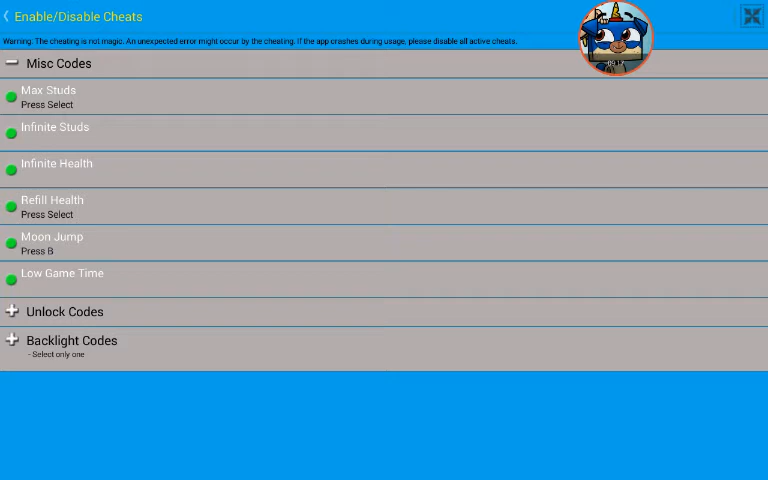 Enable/Disable Cheats
Warning: The cheating is not magic. An unexpected error might occur by the cheating. If the app crashes during usage, please disable all active cheats.
09:17
Misc Codes
Max Studs
Press Select
Infinite Studs
Infinite Health
Refill Health
Press Select
Moon Jump
Press B
Low Game Time
Unlock Codes
Backlight Codes
- Select only one